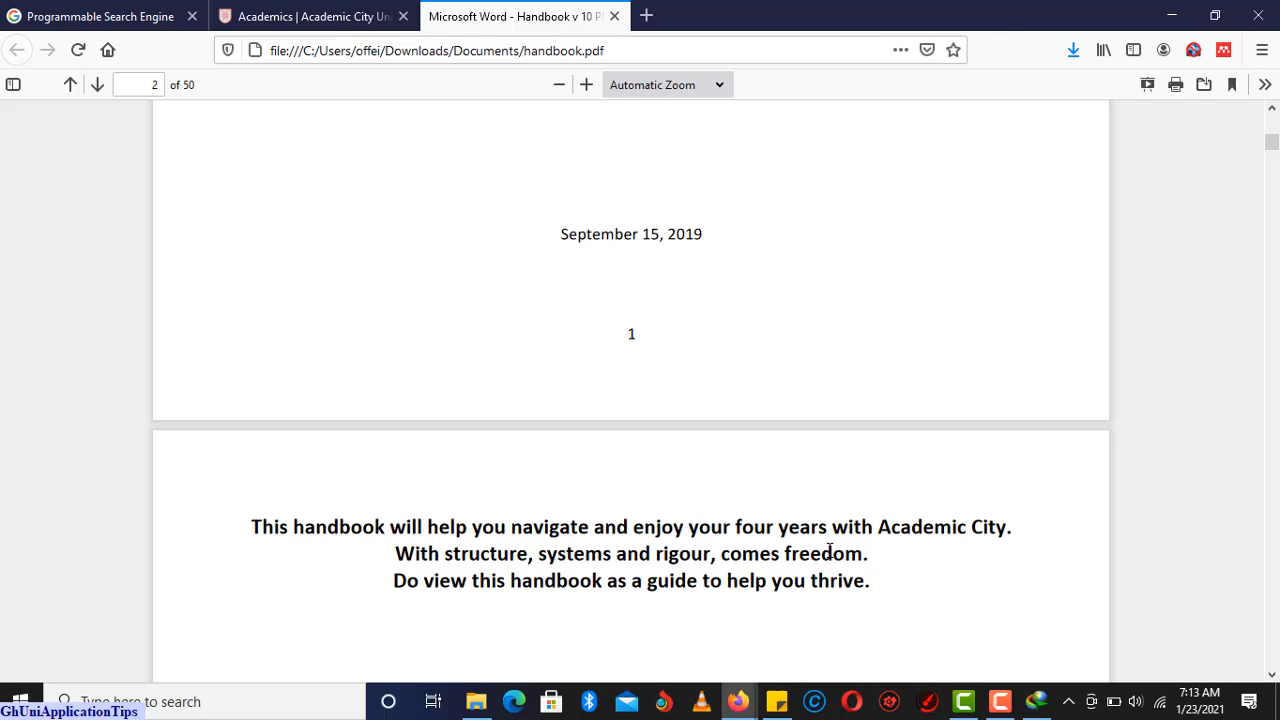 Programmable Search Engine
Academics | Academic City Uni
Microsoft Word - Handbook v 10 P
file:///C:/Users/offei/Downloads/Documents/handbook.pdf
2 of 50
Automatic Zoom
September 15, 2019
1
This handbook will help you navigate and enjoy your four years with Academic City.
With structure, systems and rigour, comes freedom.
Do view this handbook as a guide to help you thrive.
Type here to search
7:13 AM
1/23/2021
GhUniApplicationTips